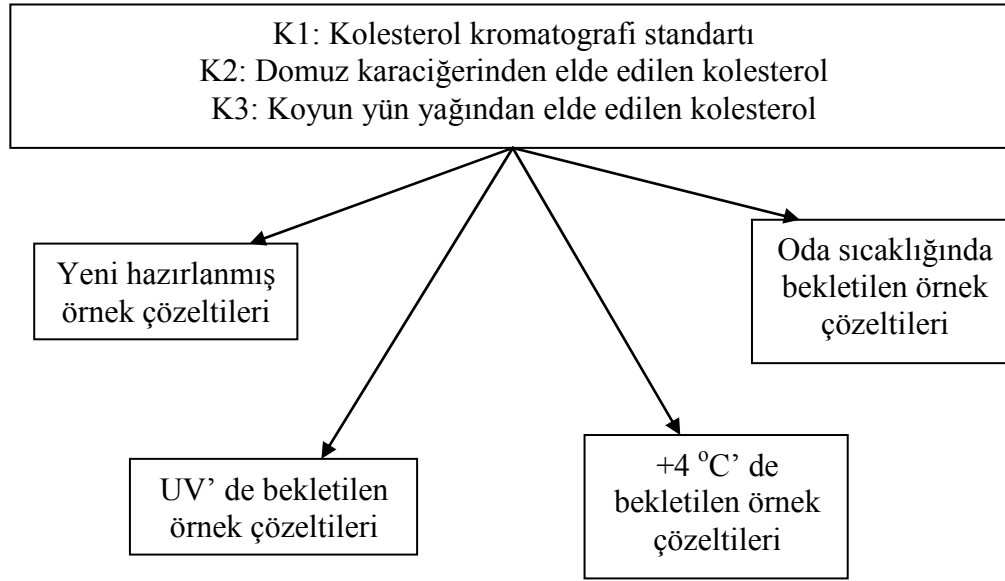 K1: Kolesterol kromatografi standartı
K2: Domuz karaciğerinden elde edilen kolesterol
K3: Koyun yün yağından elde edilen kolesterol
Yeni hazırlanmış
örnek çözeltileri
Oda sıcaklığında
bekletilen örnek
çözeltileri
UV’ de bekletilen
örnek çözeltileri
+4 °C’ de
bekletilen örnek
çözeltileri